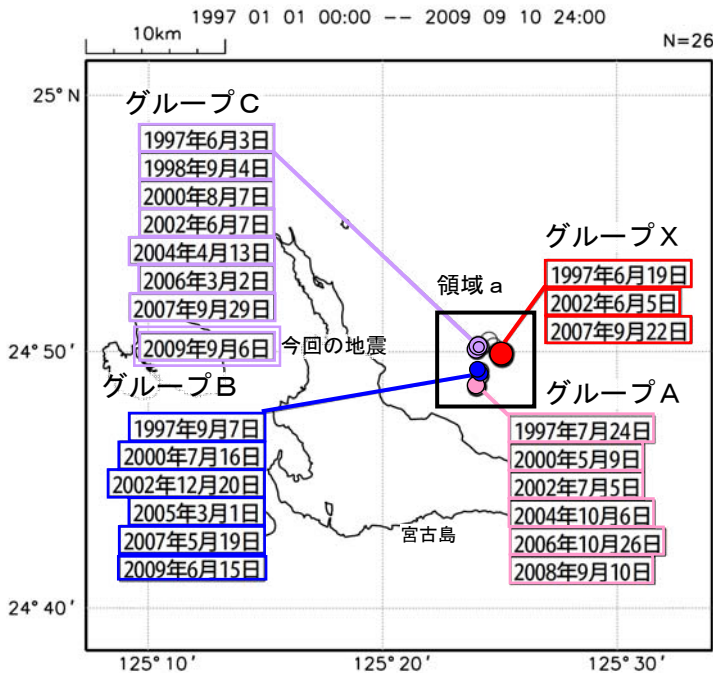 1997 01 01 00:00 -- 2009 09 10 24:00
10km
N=26
25° N
グループC
1997年6月3日
1998年9月4日
2000年8月7日
2002年6月7日
2004年4月13日
2006年3月2日
2007年9月29日
2009年9月6日
今回の地震
グループX
1997年6月19日
2002年6月5日
2007年9月22日
領域a
24° 50′
グループB
1997年9月7日
2000年7月16日
2002年12月20日
2005年3月1日
2007年5月19日
2009年6月15日
グループA
1997年7月24日
2000年5月9日
2002年7月5日
2004年10月6日
2006年10月26日
2008年9月10日
宮古島
24° 40′
125° 10′
125° 20′
125° 30′